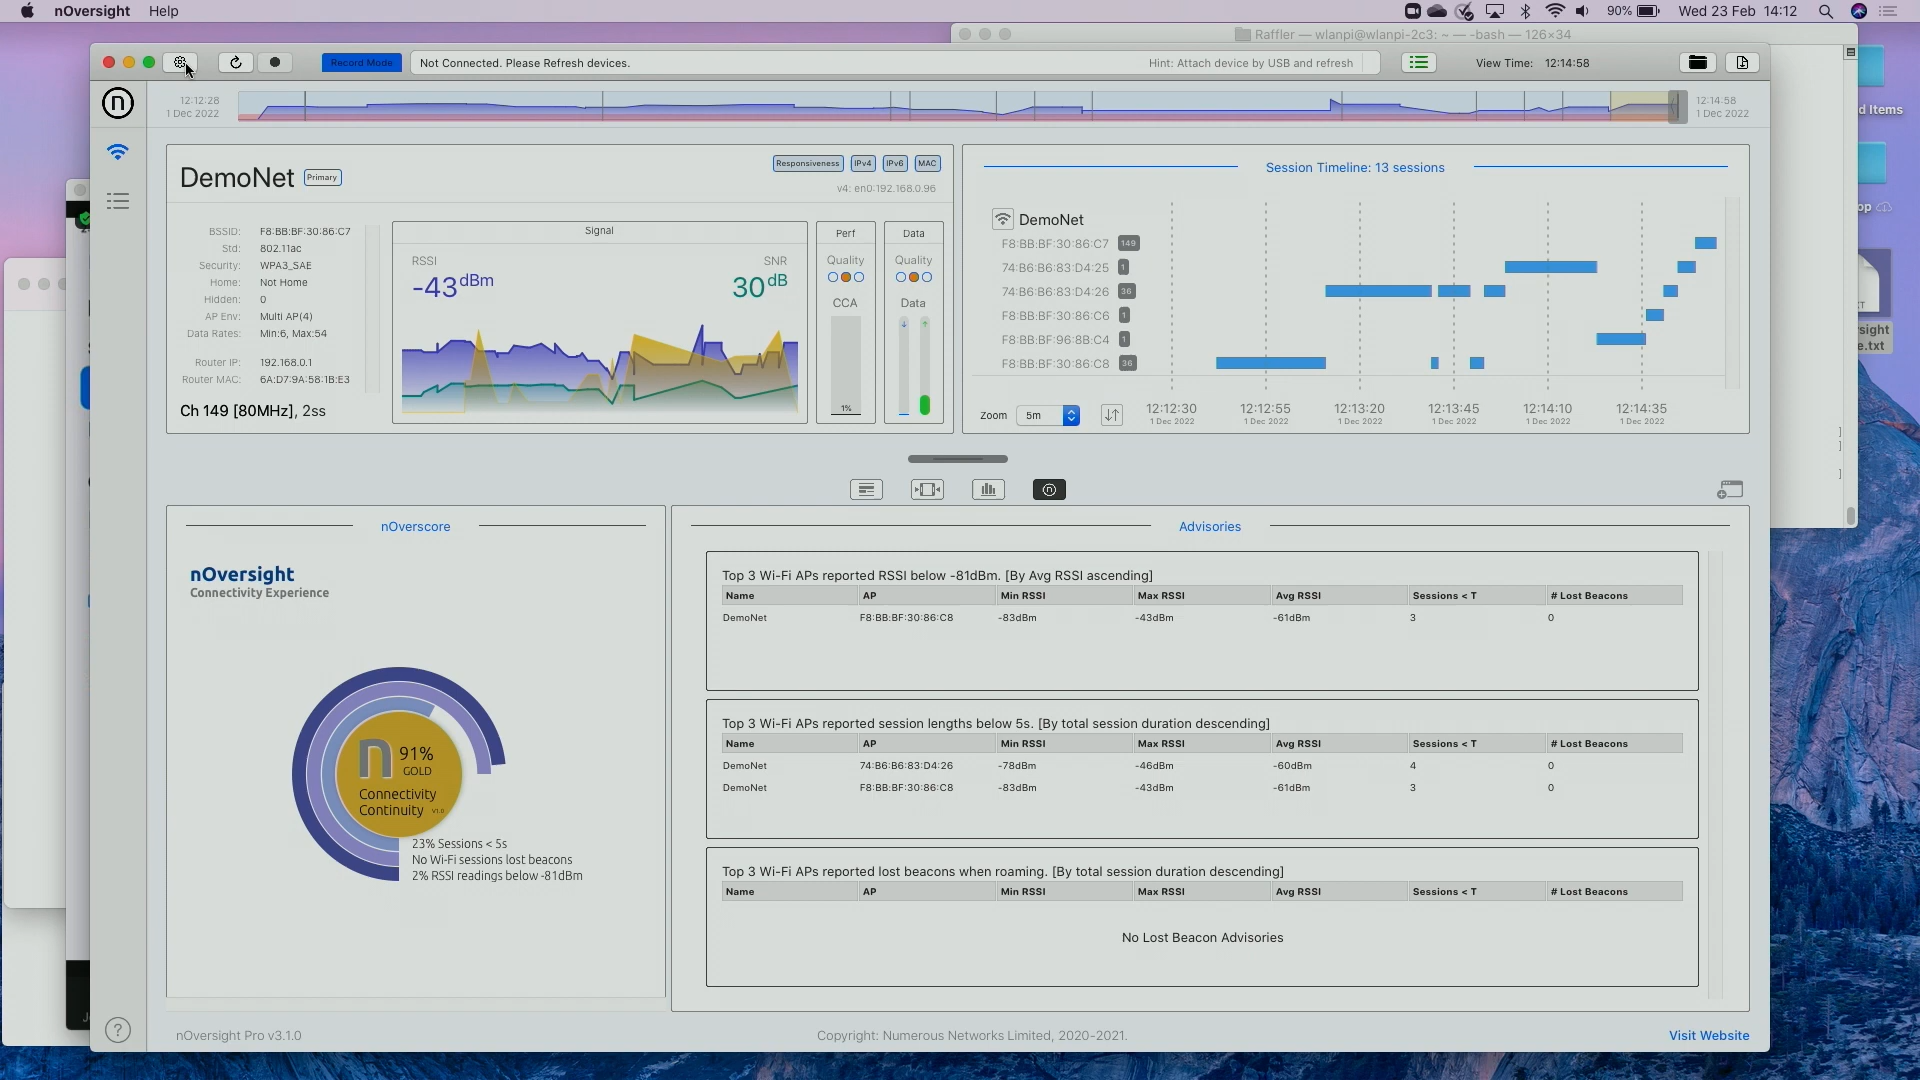 nOversight Help
90% Wed 23 Feb 14:12
Raffler — wlanpi@wlanpi-2c3: ~ — -bash — 126×34
Record Mode Not Connected. Please Refresh devices. Hint: Attach device by USB and refresh View Time: 12:14:58
12:12:28
1 Dec 2022
12:14:58
1 Dec 2022
DemoNet Primary
Responsiveness IPv4 IPv6 MAC
v4: en0:192.168.0.96
BSSID: F8:BB:BF:30:86:C7
Std: 802.11ac
Security: WPA3_SAE
Home: Not Home
Hidden: 0
AP Env: Multi AP(4)
Data Rates: Min:6, Max:54
Router IP: 192.168.0.1
Router MAC: 6A:D7:9A:58:1B:E3
Ch 149 [80MHz], 2ss
Signal
RSSI
-43dBm
SNR
30dB
Perf
Quality
CCA
1%
Data
Quality
Data
Session Timeline: 13 sessions
DemoNet
F8:BB:BF:30:86:C7 149
74:B6:B6:83:D4:25 1
74:B6:B6:83:D4:26 36
F8:BB:BF:30:86:C6 1
F8:BB:BF:96:8B:C4 1
F8:BB:BF:30:86:C8 36
Zoom 5m
12:12:30 12:12:55 12:13:20 12:13:45 12:14:10 12:14:35
1 Dec 2022 1 Dec 2022 1 Dec 2022 1 Dec 2022 1 Dec 2022 1 Dec 2022
nOverscore
nOversight
Connectivity Experience
n 91%
GOLD
Connectivity
Continuity V1.0
23% Sessions < 5s
No Wi-Fi sessions lost beacons
2% RSSI readings below -81dBm
Advisories
Top 3 Wi-Fi APs reported RSSI below -81dBm. [By Avg RSSI ascending]
Name AP Min RSSI Max RSSI Avg RSSI Sessions < T # Lost Beacons
DemoNet F8:BB:BF:30:86:C8 -83dBm -43dBm -61dBm 3 0
Top 3 Wi-Fi APs reported session lengths below 5s. [By total session duration descending]
Name AP Min RSSI Max RSSI Avg RSSI Sessions < T # Lost Beacons
DemoNet 74:B6:B6:83:D4:26 -78dBm -46dBm -60dBm 4 0
DemoNet F8:BB:BF:30:86:C8 -83dBm -43dBm -61dBm 3 0
Top 3 Wi-Fi APs reported lost beacons when roaming. [By total session duration descending]
Name AP Min RSSI Max RSSI Avg RSSI Sessions < T # Lost Beacons
No Lost Beacon Advisories
nOversight Pro v3.1.0 Copyright: Numerous Networks Limited, 2020-2021. Visit Website
d Items
op
sight
e.txt